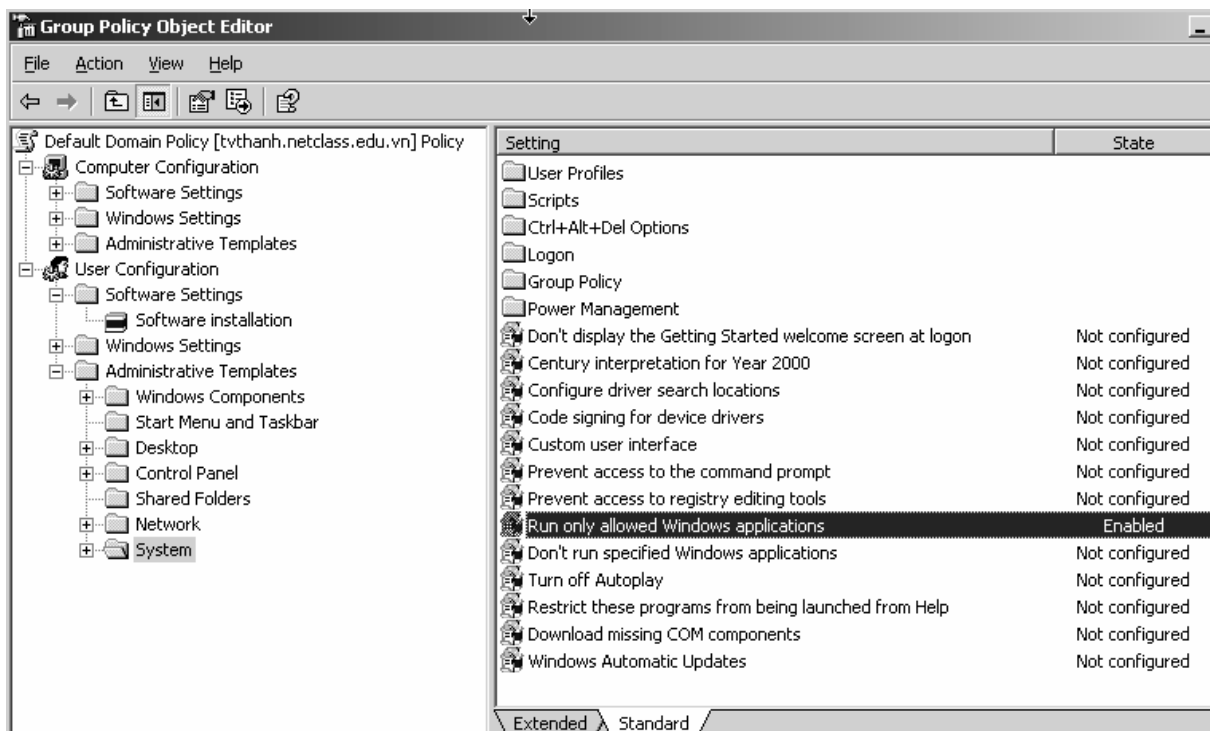 Group Policy Object Editor
File Action View Help
Default Domain Policy [tvthanh.netclass.edu.vn] Policy
Computer Configuration
Software Settings
Windows Settings
Administrative Templates
User Configuration
Software Settings
Software installation
Windows Settings
Administrative Templates
Windows Components
Start Menu and Taskbar
Desktop
Control Panel
Shared Folders
Network
System
Setting State
User Profiles
Scripts
Ctrl+Alt+Del Options
Logon
Group Policy
Power Management
Don't display the Getting Started welcome screen at logon Not configured
Century interpretation for Year 2000 Not configured
Configure driver search locations Not configured
Code signing for device drivers Not configured
Custom user interface Not configured
Prevent access to the command prompt Not configured
Prevent access to registry editing tools Not configured
Run only allowed Windows applications Enabled
Don't run specified Windows applications Not configured
Turn off Autoplay Not configured
Restrict these programs from being launched from Help Not configured
Download missing COM components Not configured
Windows Automatic Updates Not configured
Extended Standard